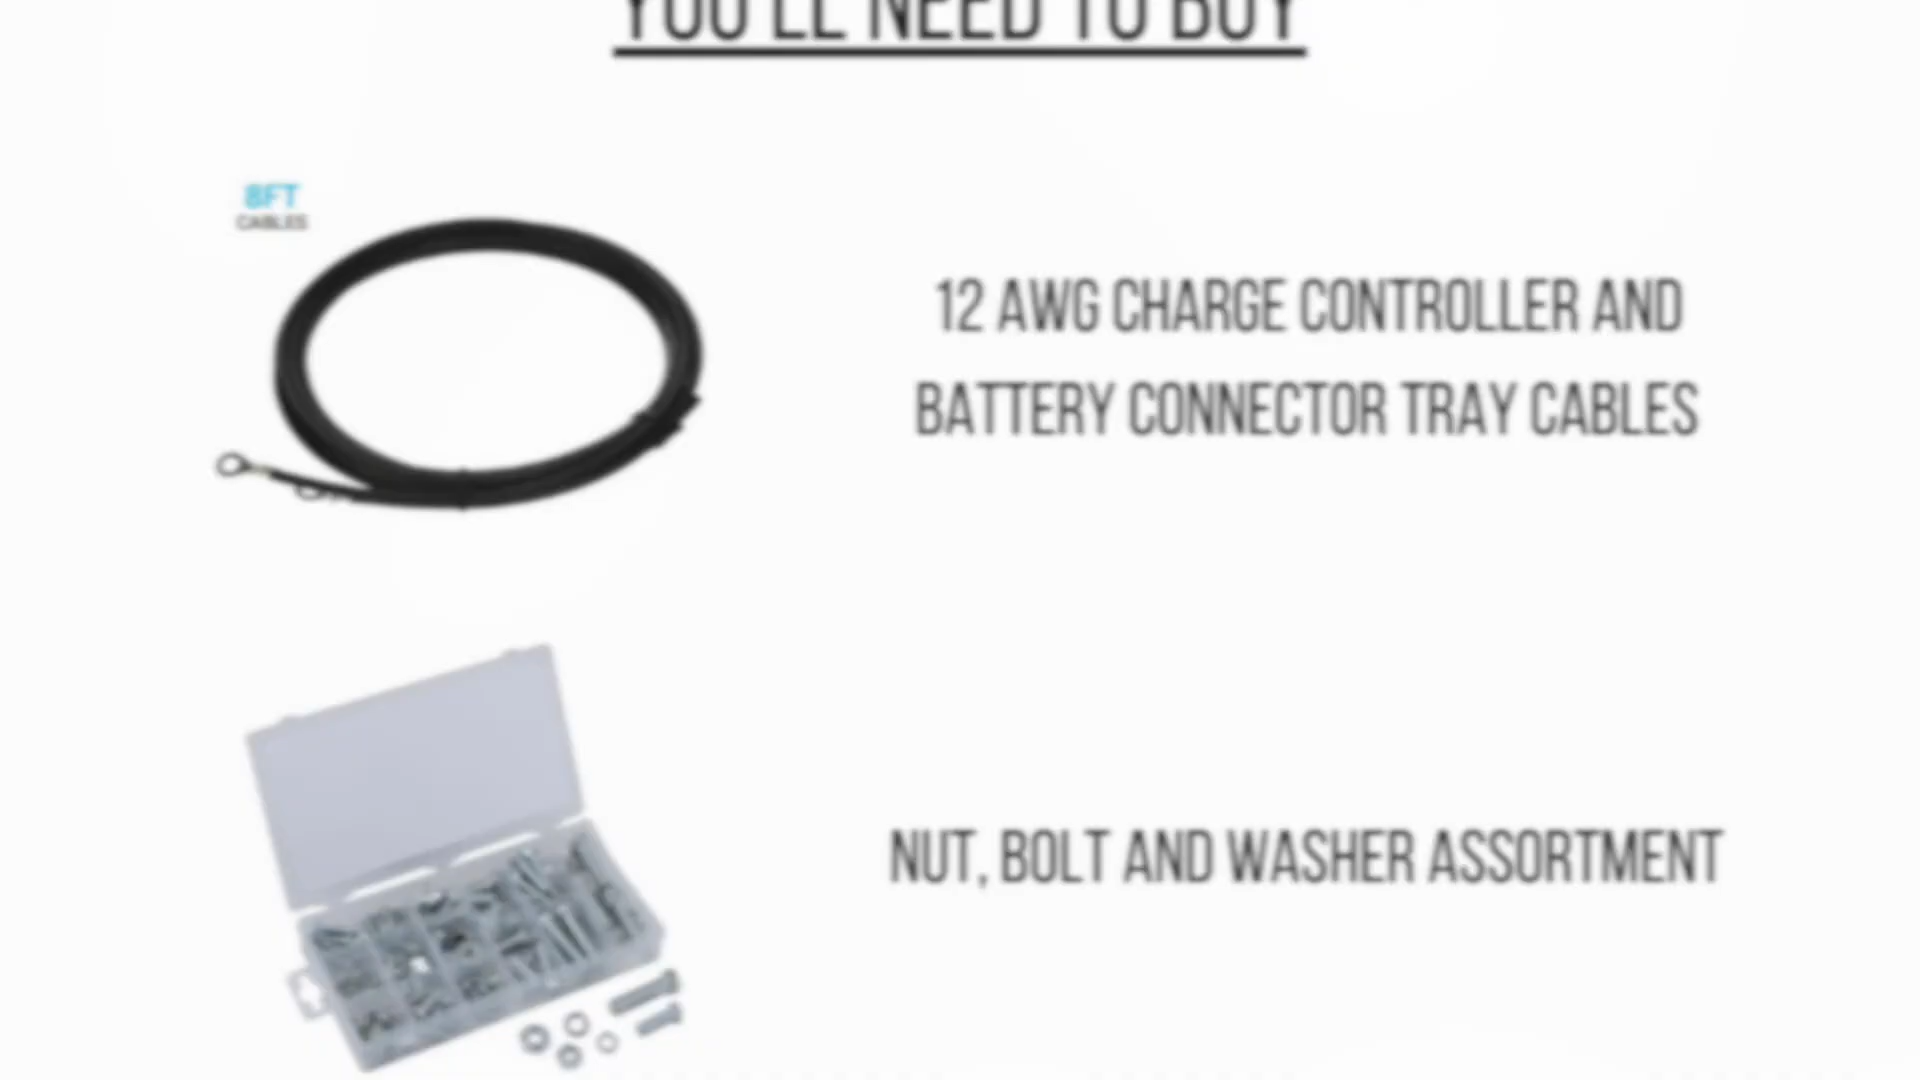 YOU'LL NEED TO BUY
8FT
CABLES
12 AWG CHARGE CONTROLLER AND
BATTERY CONNECTOR TRAY CABLES
NUT, BOLT AND WASHER ASSORTMENT